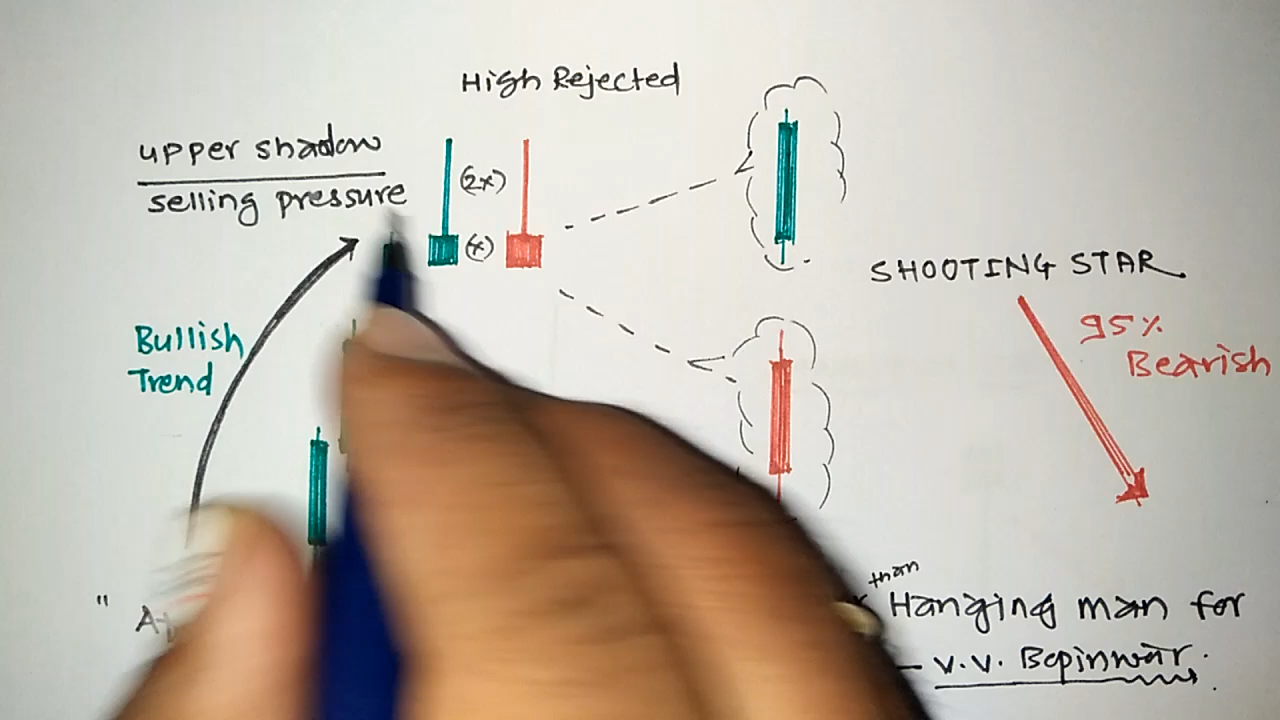 High Rejected
upper shadow
selling pressure
(2x)
(x)
Bullish
Trend
SHOOTING STAR
95%
Bearish
than
" Hanging man for
- V.V. Bopinwar.